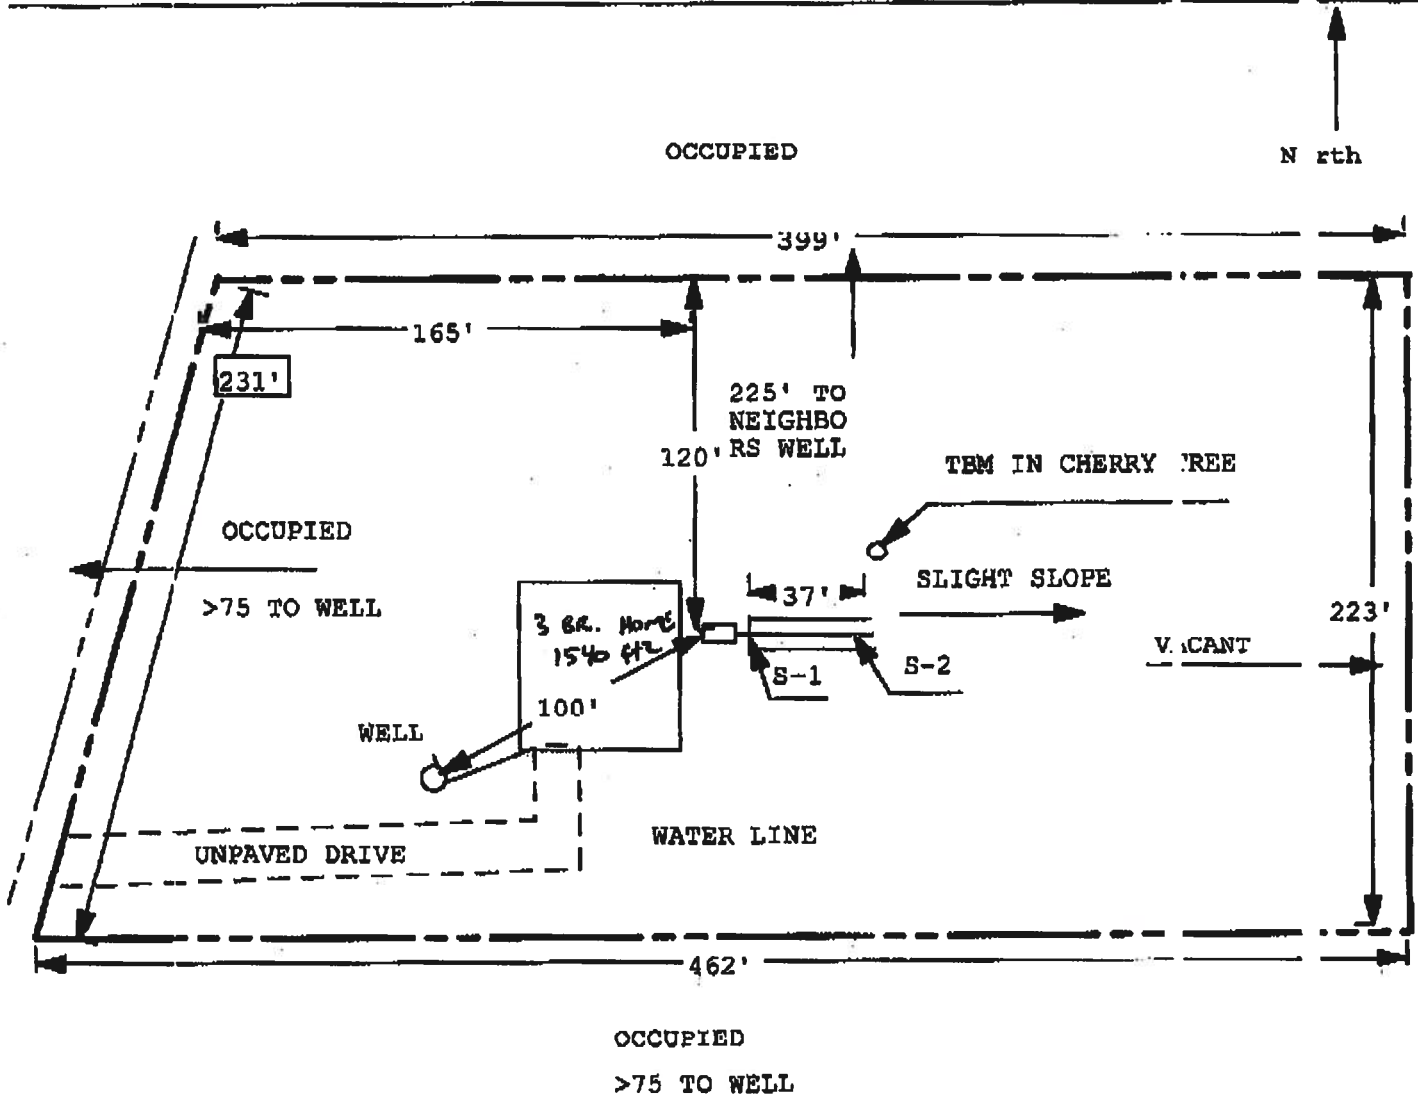 OCCUPIED
N rth
399'
165'
231'
225' TO
NEIGHBO
RS WELL
120'
TBM IN CHERRY TREE
OCCUPIED
>75 TO WELL
SLIGHT SLOPE
37'
223'
3 BR. Home
1540 ft2
VACANT
S-1
S-2
100'
WELL
WATER LINE
UNPAVED DRIVE
462'
OCCUPIED
>75 TO WELL